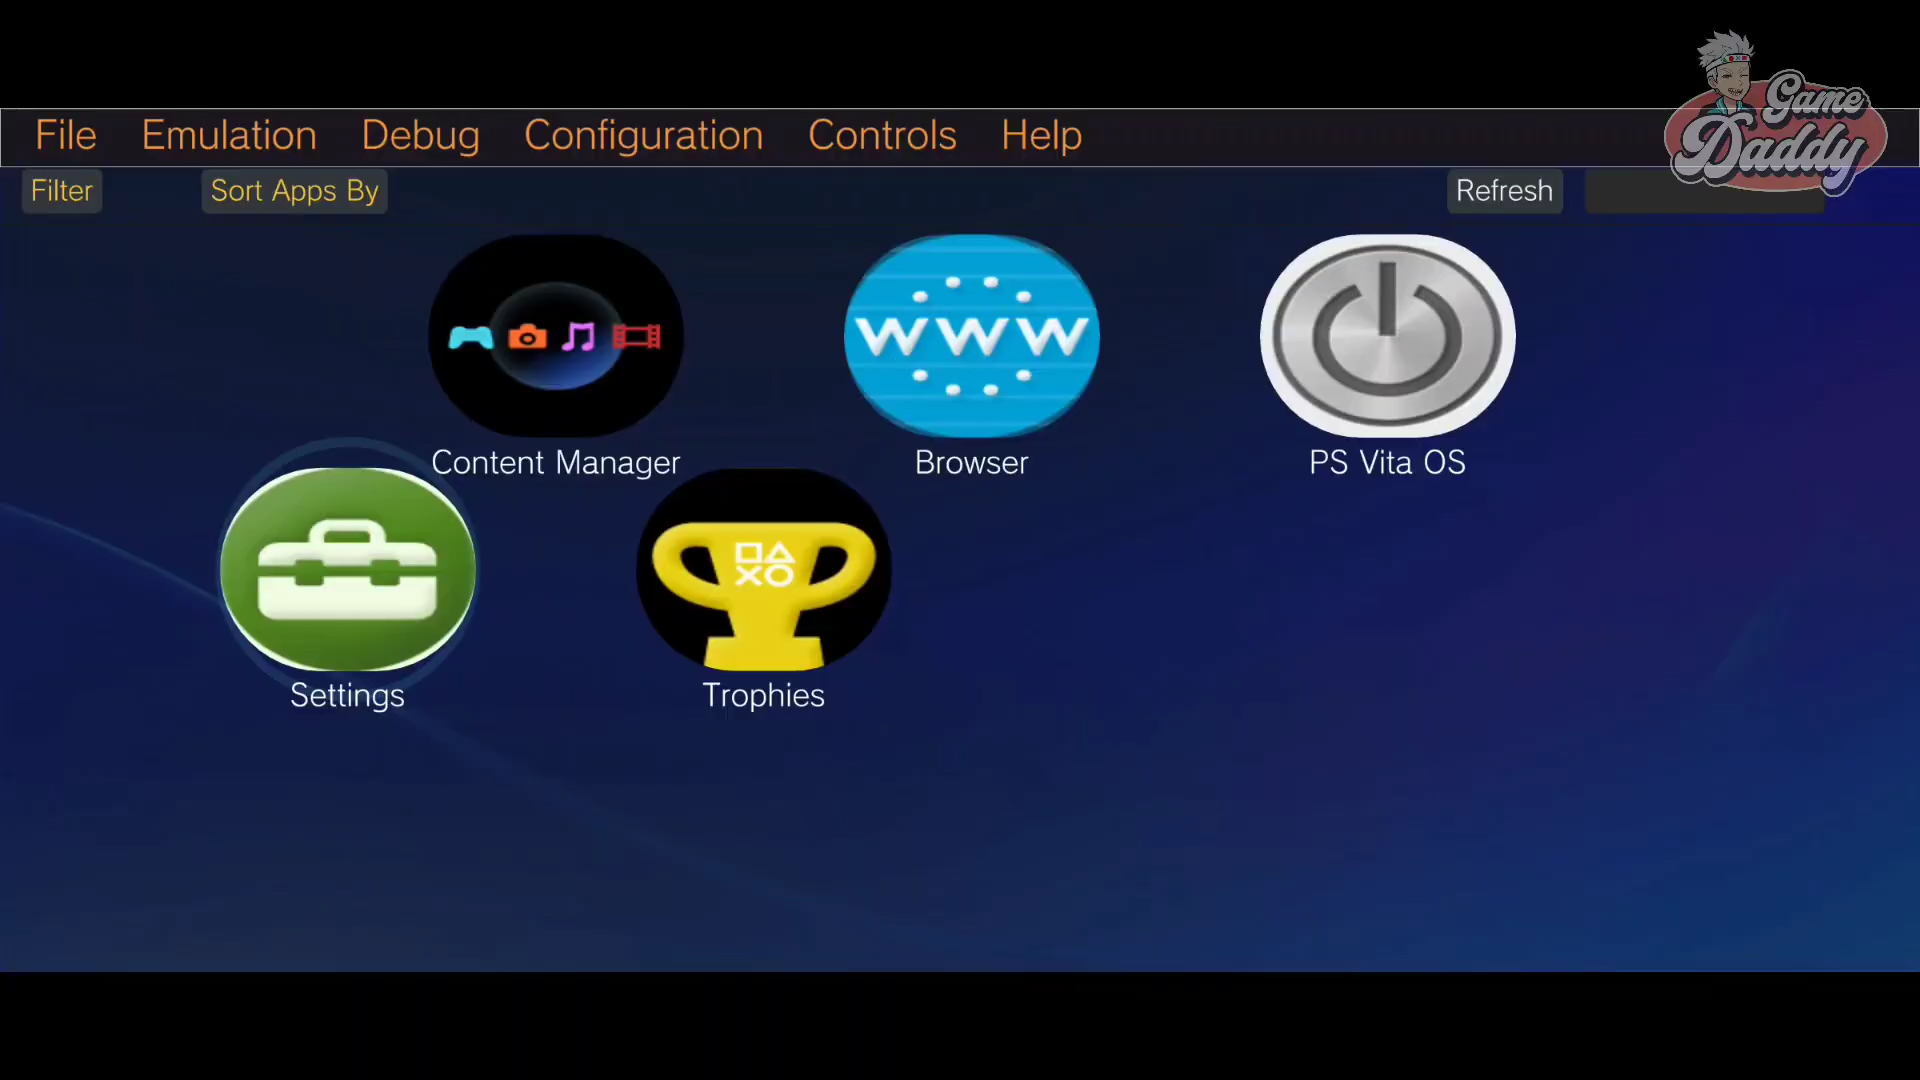 Game
Daddy
File Emulation Debug Configuration Controls Help
Filter Sort Apps By Refresh
WWW
Content Manager Browser PS Vita OS
Settings Trophies